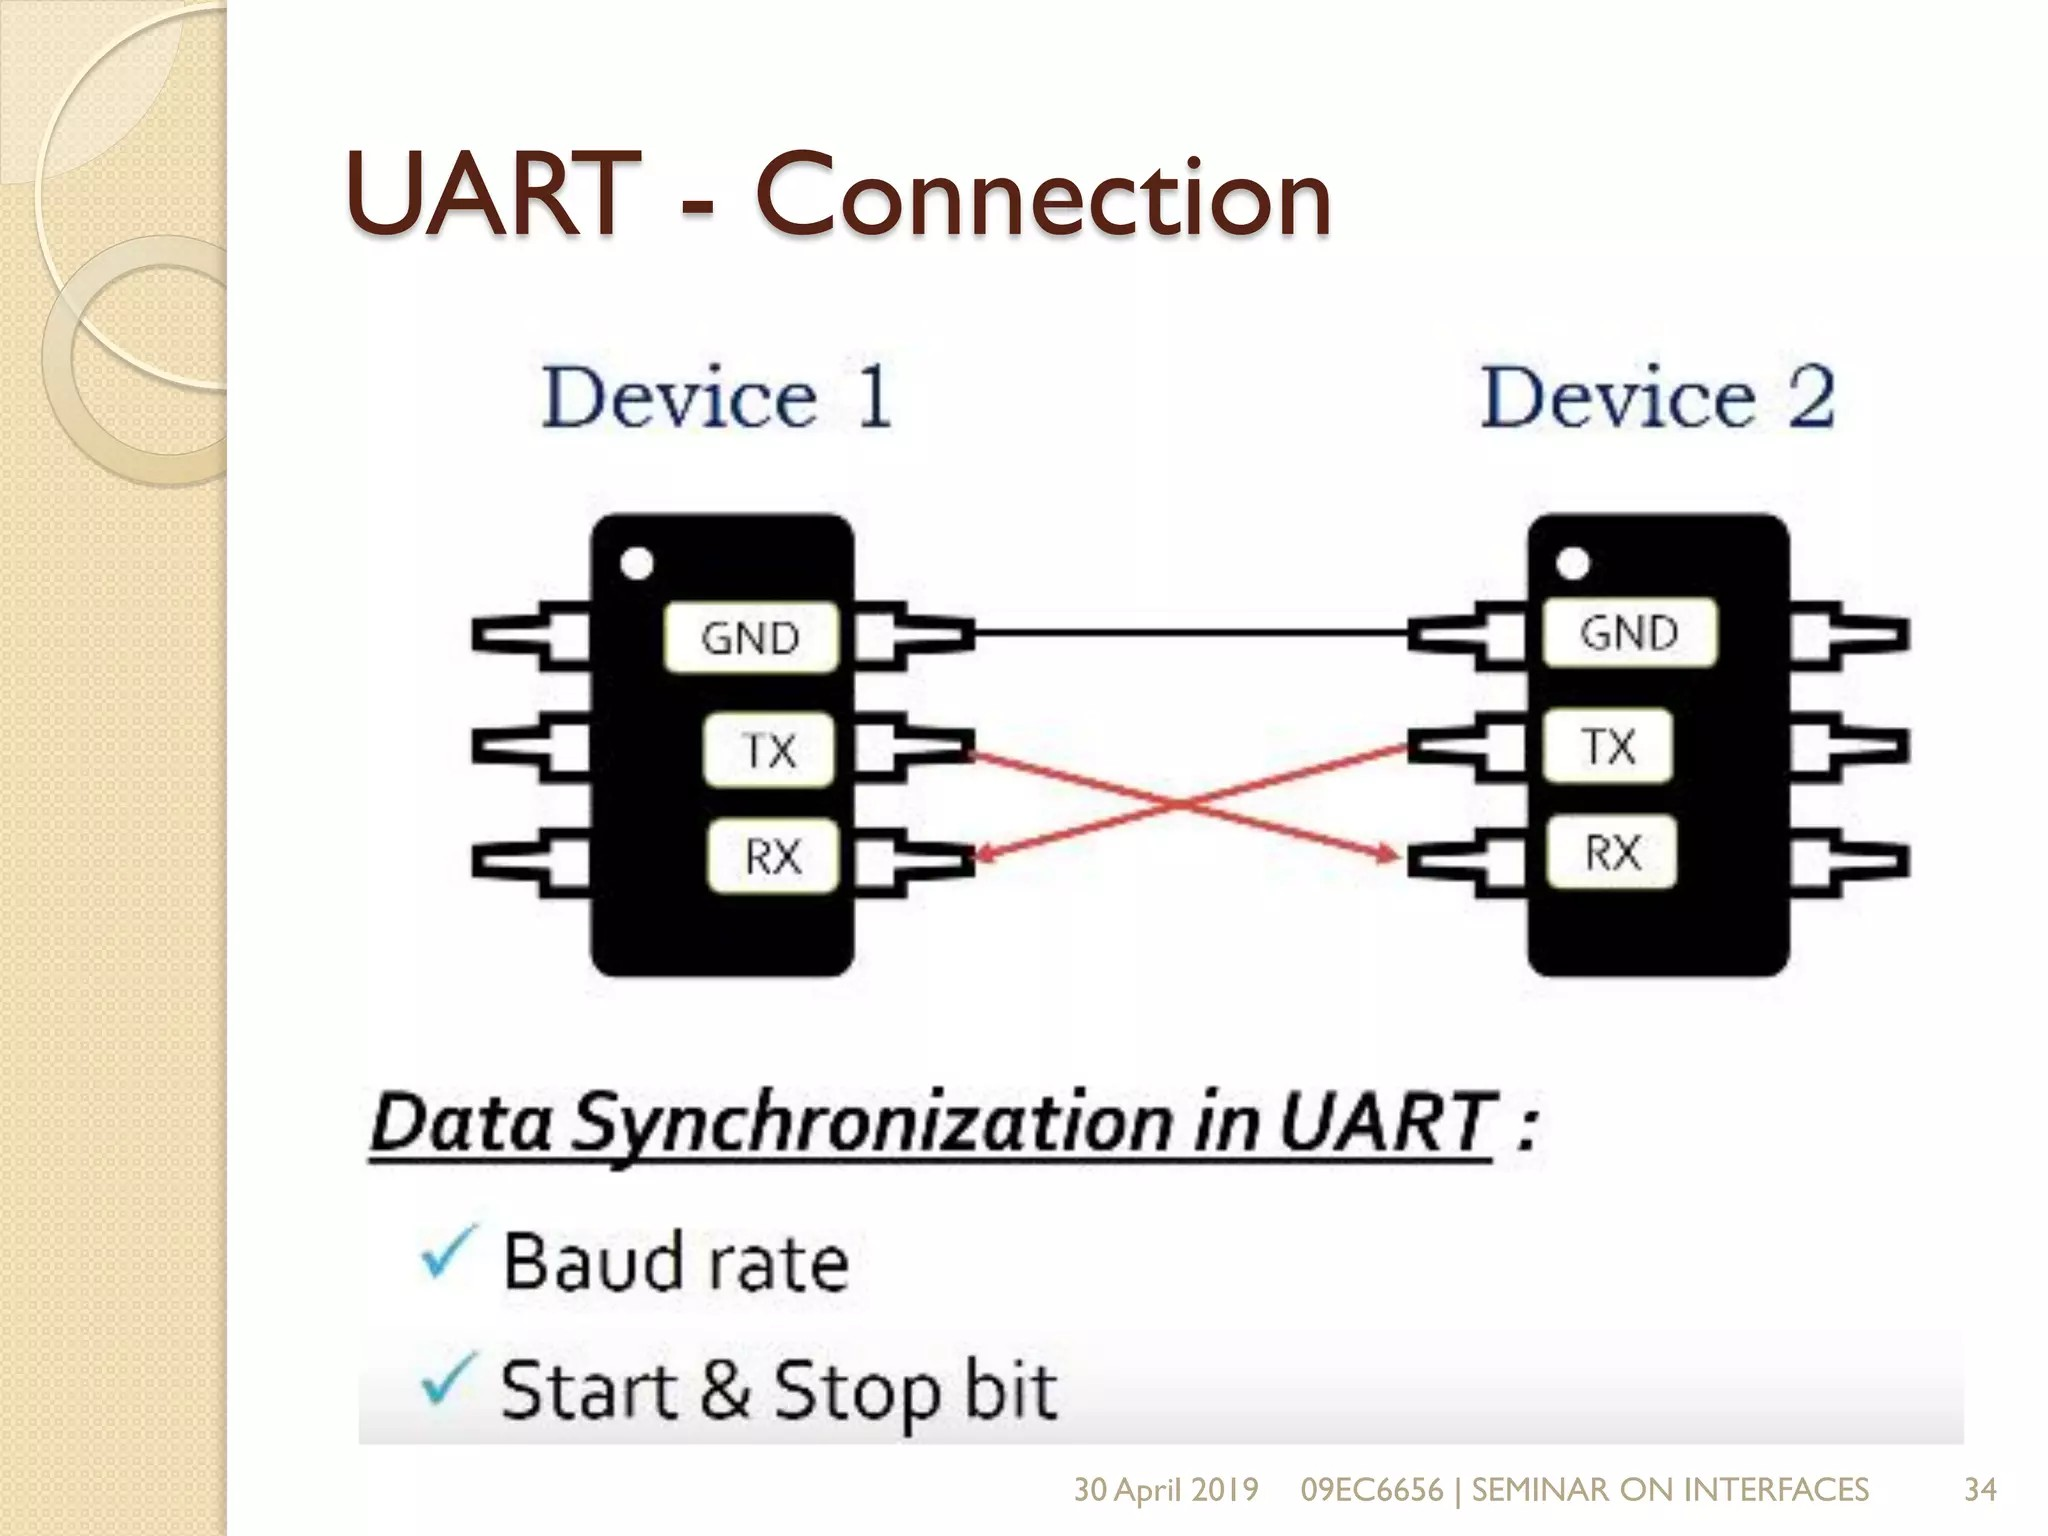 UART - Connection
Device 1
Device 2
GND
GND
TX
TX
RX
RX
Data Synchronization in UART :
✓ Baud rate
✓ Start & Stop bit
30 April 2019 09EC6656 | SEMINAR ON INTERFACES 34